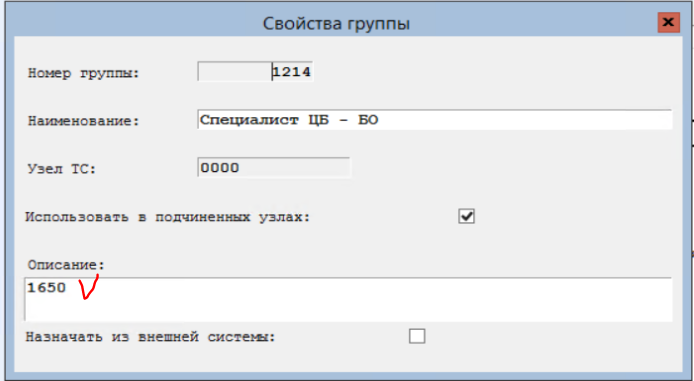 Свойства группы
Номер группы: 1214
Наименование: Специалист ЦБ - БО
Узел ТС: 0000
Использовать в подчиненных узлах:
Описание:
1650
Назначать из внешней системы: